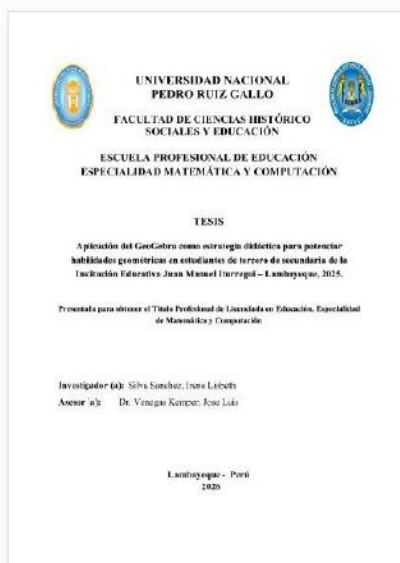 UNIVERSIDAD NACIONAL
PEDRO RUIZ GALLO
FACULTAD DE CIENCIAS HISTÓRICO
SOCIALES Y EDUCACIÓN
ESCUELA PROFESIONAL DE EDUCACIÓN
ESPECIALIDAD MATEMÁTICA Y COMPUTACIÓN
TESIS
Aplicación del GeoGebra como estrategia didáctica para potenciar
habilidades geométricas en estudiantes de tercero de secundaria de la
Institución Educativa Juan Manuel Iturregui – Lambayeque, 2025.
Presentada para obtener el Título Profesional de Licenciada en Educación, Especialidad
de Matemática y Computación
Investigador (a): Silva Sanchez, Irene Lisbeth
Asesor (a): Dr. Venegas Kemper, Jose Luis
Lambayeque - Perú
2026